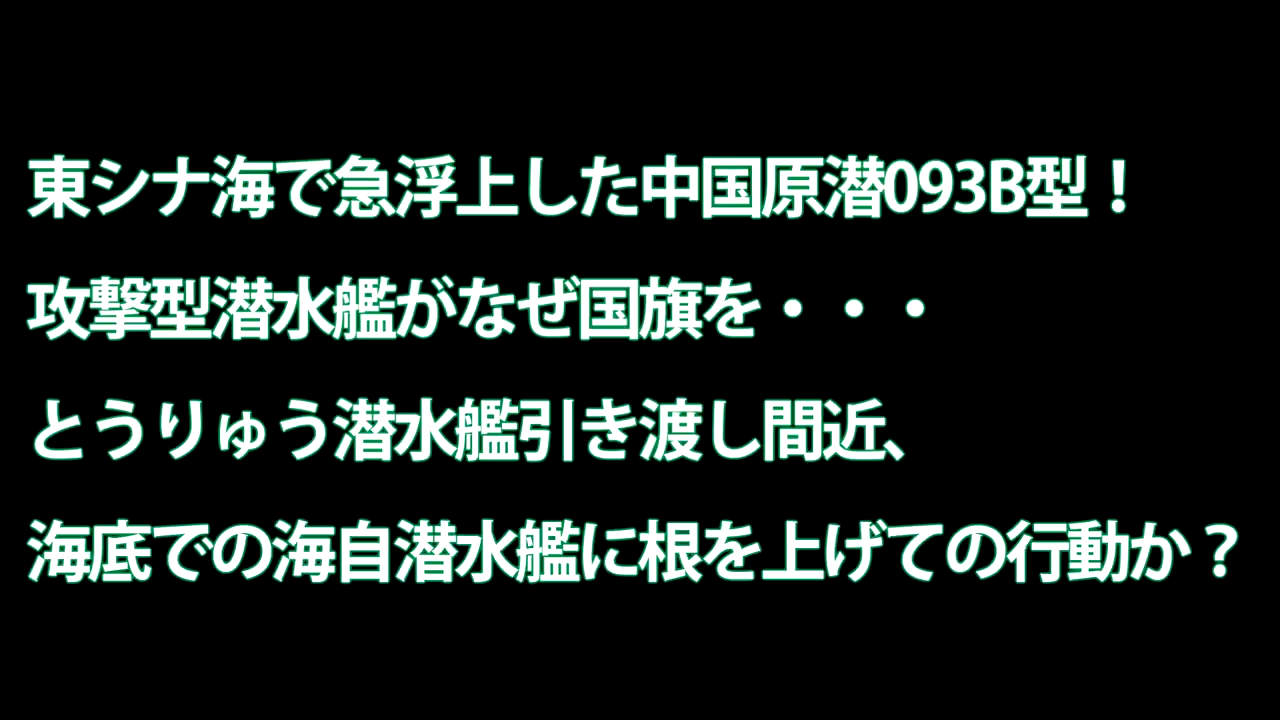 東シナ海で急浮上した中国原潜093B型！
攻撃型潜水艦がなぜ国旗を・・・
とうりゅう潜水艦引き渡し間近、
海底での海自潜水艦に根を上げての行動か？